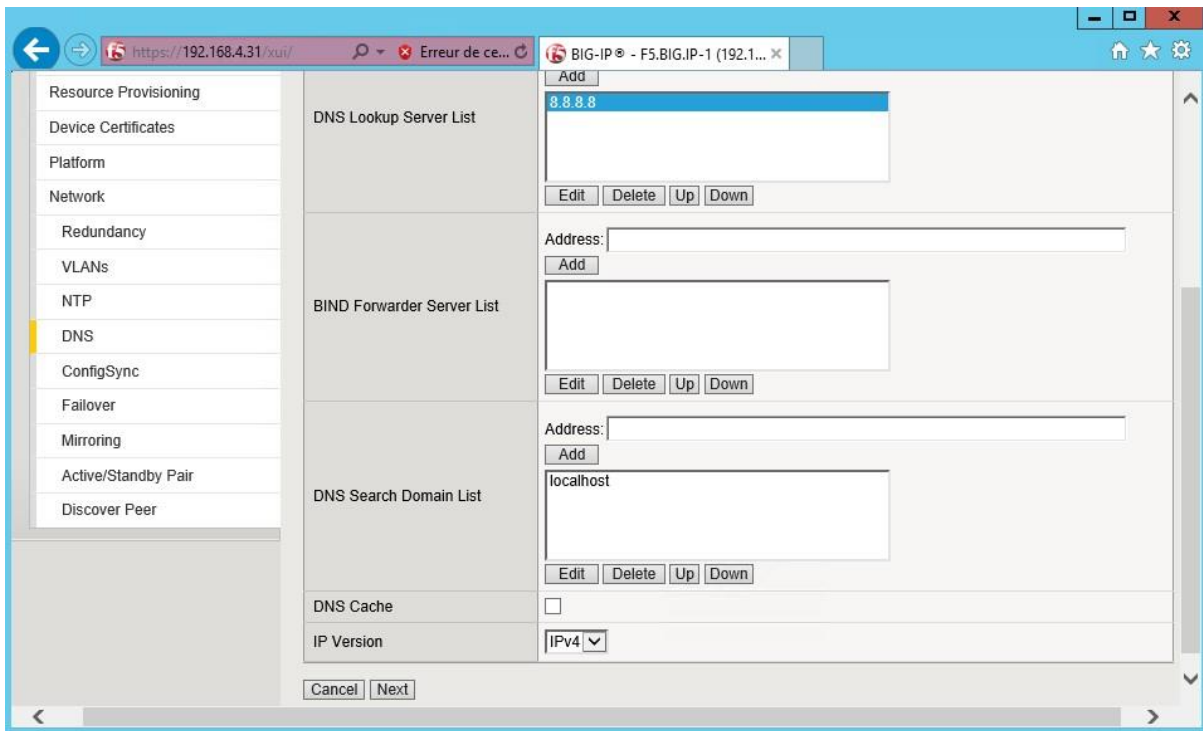 https://192.168.4.31/xui/
Erreur de ce...
BIG-IP® - F5.BIG.IP-1 (192.1...
Resource Provisioning
Device Certificates
Platform
Network
Redundancy
VLANs
NTP
DNS
ConfigSync
Failover
Mirroring
Active/Standby Pair
Discover Peer
Add
DNS Lookup Server List
8.8.8.8
Edit Delete Up Down
Address:
Add
BIND Forwarder Server List
Edit Delete Up Down
Address:
Add
DNS Search Domain List
localhost
Edit Delete Up Down
DNS Cache
IP Version IPv4
Cancel Next